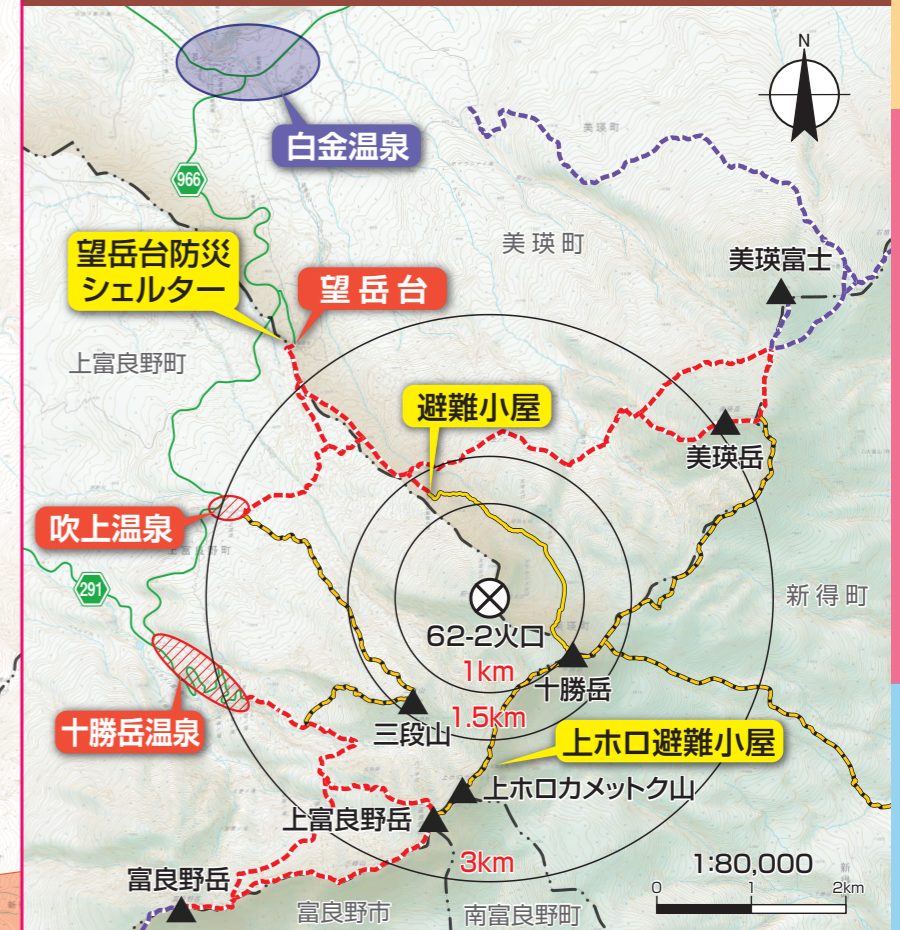 N
白金温泉
966
美瑛町
望岳台防災
シェルター
望岳台
美瑛町
美瑛富士
上富良野町
避難小屋
美瑛岳
吹上温泉
上富良野町
291
新得町
62-2火口
1km
十勝岳
1.5km
十勝岳温泉
三段山
上ホロ避難小屋
上ホロカメットク山
上富良野岳
3km
1:80,000
0 1 2km
富良野岳
富良野市
南富良野町